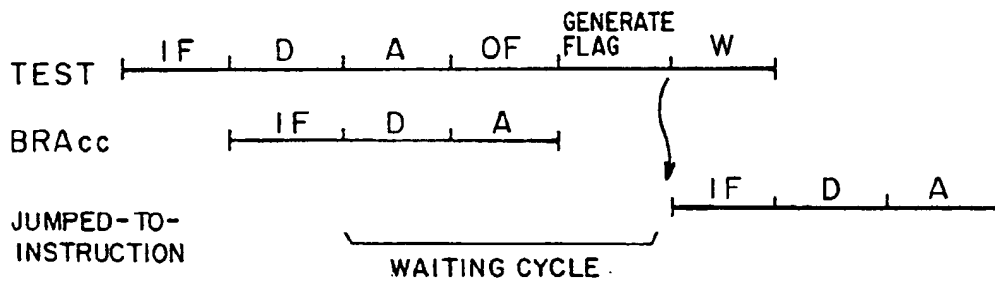 GENERATE
IF D A OF FLAG W
TEST
IF D A
BRAcc
IF D A
JUMPED-TO-
INSTRUCTION
WAITING CYCLE